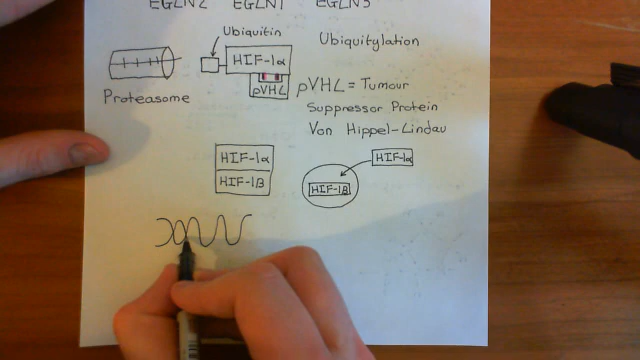 EGLN2 EGLN1 EGLN3
Ubiquitin
Ubiquitylation
HIF-1α
pVHL
Proteasome
pVHL = Tumour
Suppressor Protein
Von Hippel-Lindau
HIF-1α
HIF-1β
HIF-1α
HIF-1β